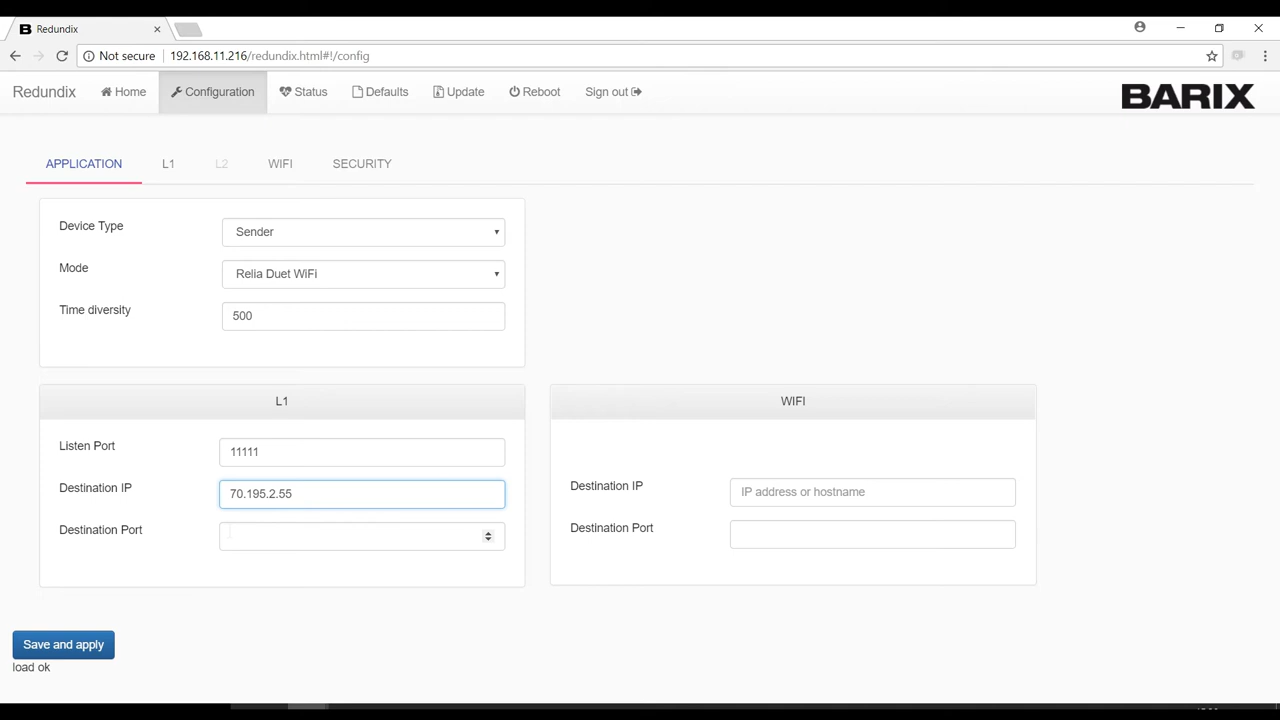 Redundix
Not secure 192.168.11.216/redundix.html#!/config
Redundix Home Configuration Status Defaults Update Reboot Sign out BARIX
APPLICATION L1 L2 WIFI SECURITY
Device Type Sender
Mode Relia Duet WiFi
Time diversity 500
L1
Listen Port 11111
Destination IP 70.195.2.55
Destination Port
WIFI
Destination IP IP address or hostname
Destination Port
Save and apply
load ok